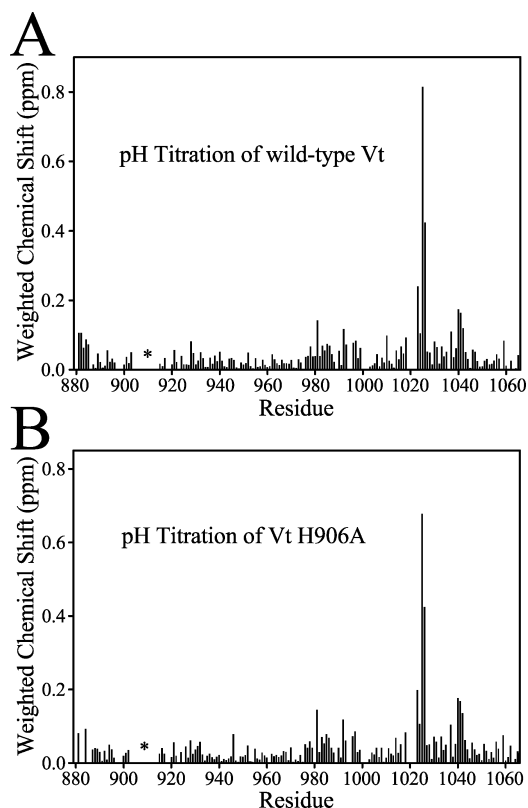 A
Weighted Chemical Shift (ppm)
0.8
0.6
0.4
0.2
0.0
pH Titration of wild-type Vt
*
880 900 920 940 960 980 1000 1020 1040 1060
Residue
B
Weighted Chemical Shift (ppm)
0.8
0.6
0.4
0.2
0.0
pH Titration of Vt H906A
*
880 900 920 940 960 980 1000 1020 1040 1060
Residue